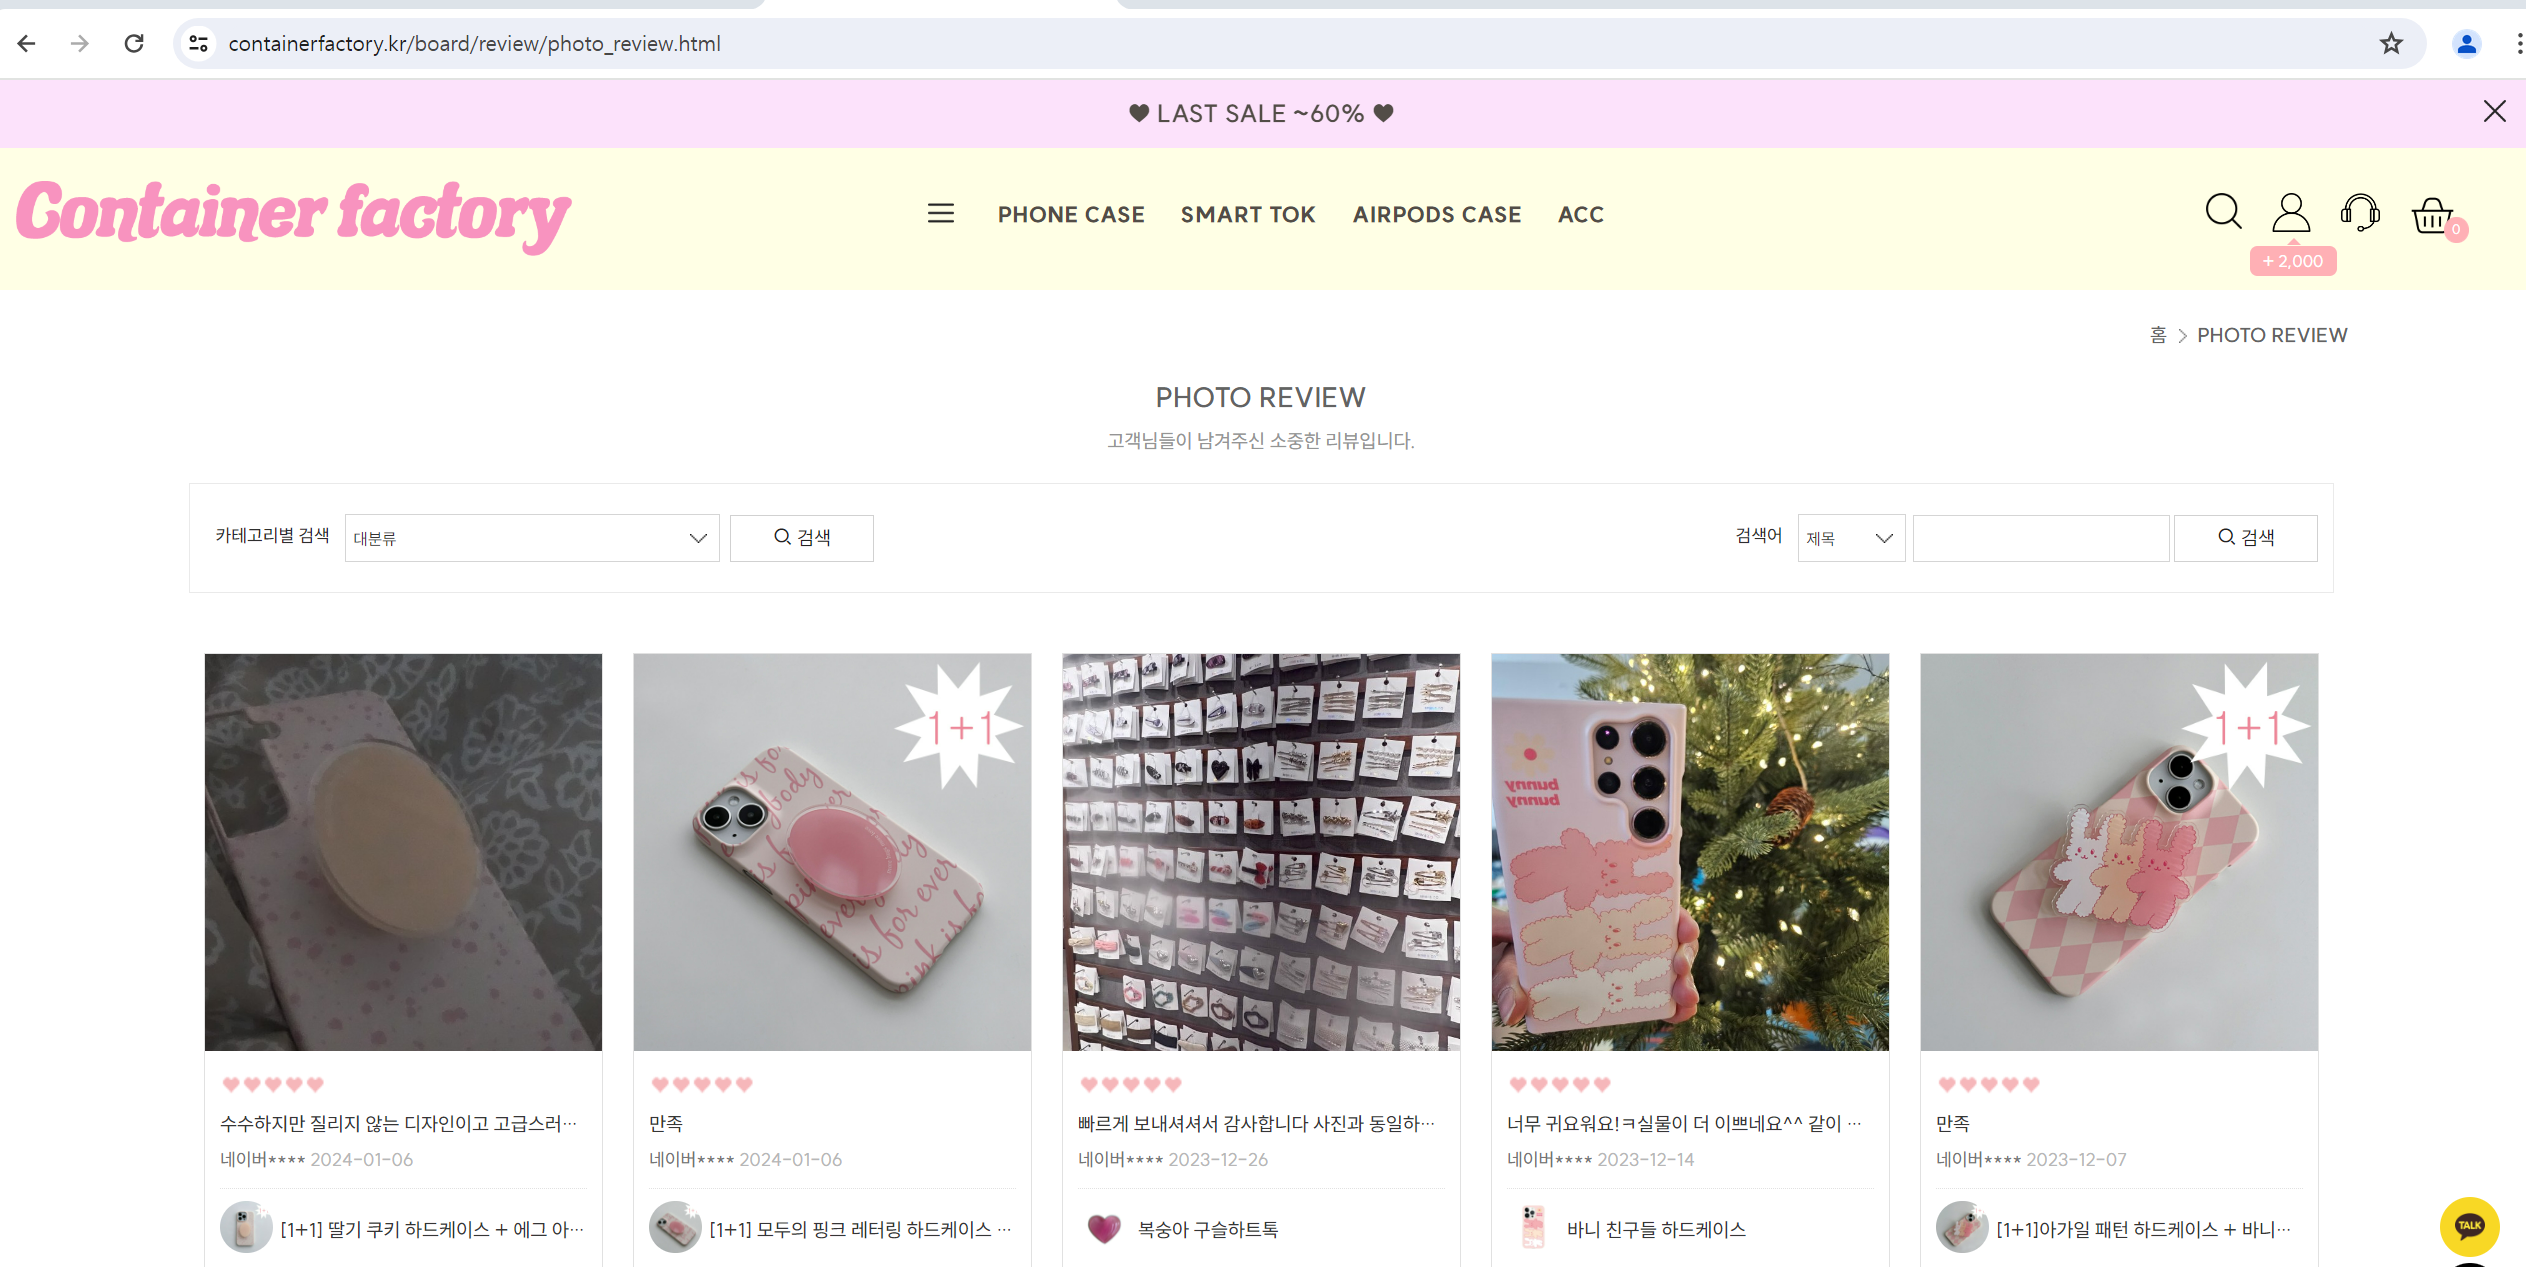 containerfactory.kr/board/review/photo_review.html
♥ LAST SALE ~60% ♥
Container factory
PHONE CASE SMART TOK AIRPODS CASE ACC
0
+ 2,000
홈 > PHOTO REVIEW
PHOTO REVIEW
고객님들이 남겨주신 소중한 리뷰입니다.
카테고리별 검색 대분류 검색 검색어 제목 검색
1+1
bunny
bunny
1+1
수수하지만 질리지 않는 디자인이고 고급스러…
네이버**** 2024-01-06
[1+1] 딸기 쿠키 하드케이스 + 에그 아…
만족
네이버**** 2024-01-06
[1+1] 모두의 핑크 레터링 하드케이스 …
빠르게 보내셔셔서 감사합니다 사진과 동일하…
네이버**** 2023-12-26
복숭아 구슬하트톡
너무 귀요워요!ㅋ실물이 더 이쁘네요^^ 같이 …
네이버**** 2023-12-14
바니 친구들 하드케이스
만족
네이버**** 2023-12-07
[1+1]아가일 패턴 하드케이스 + 바니…
TALK